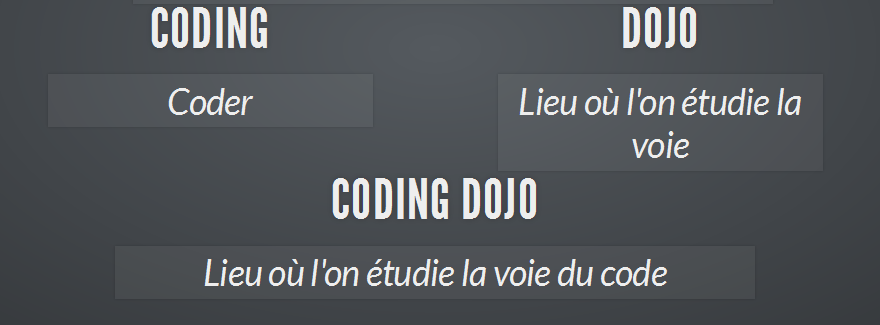 CODING
DOJO
Coder
Lieu où l'on étudie la
voie
CODING DOJO
Lieu où l'on étudie la voie du code